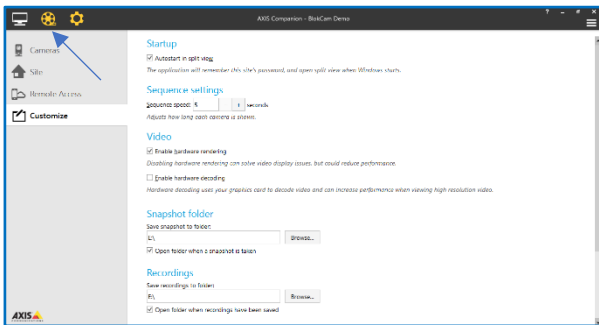 AXIS Companion - BlokCam Demo
Cameras
Site
Remote Access
Customize
Startup
Autostart in split view
The application will remember this site's password, and open split view when Windows starts.
Sequence settings
Sequence speed: 5 seconds
Adjusts how long each camera is shown.
Video
Enable hardware rendering
Disabling hardware rendering can solve video display issues, but could reduce performance.
Enable hardware decoding
Hardware decoding uses your graphics card to decode video and can increase performance when viewing high resolution video.
Snapshot folder
Save snapshot to folder:
E:\
Browse...
Open folder when a snapshot is taken
Recordings
Save recordings to folder:
E:\
Browse...
Open folder when recordings have been saved
AXIS